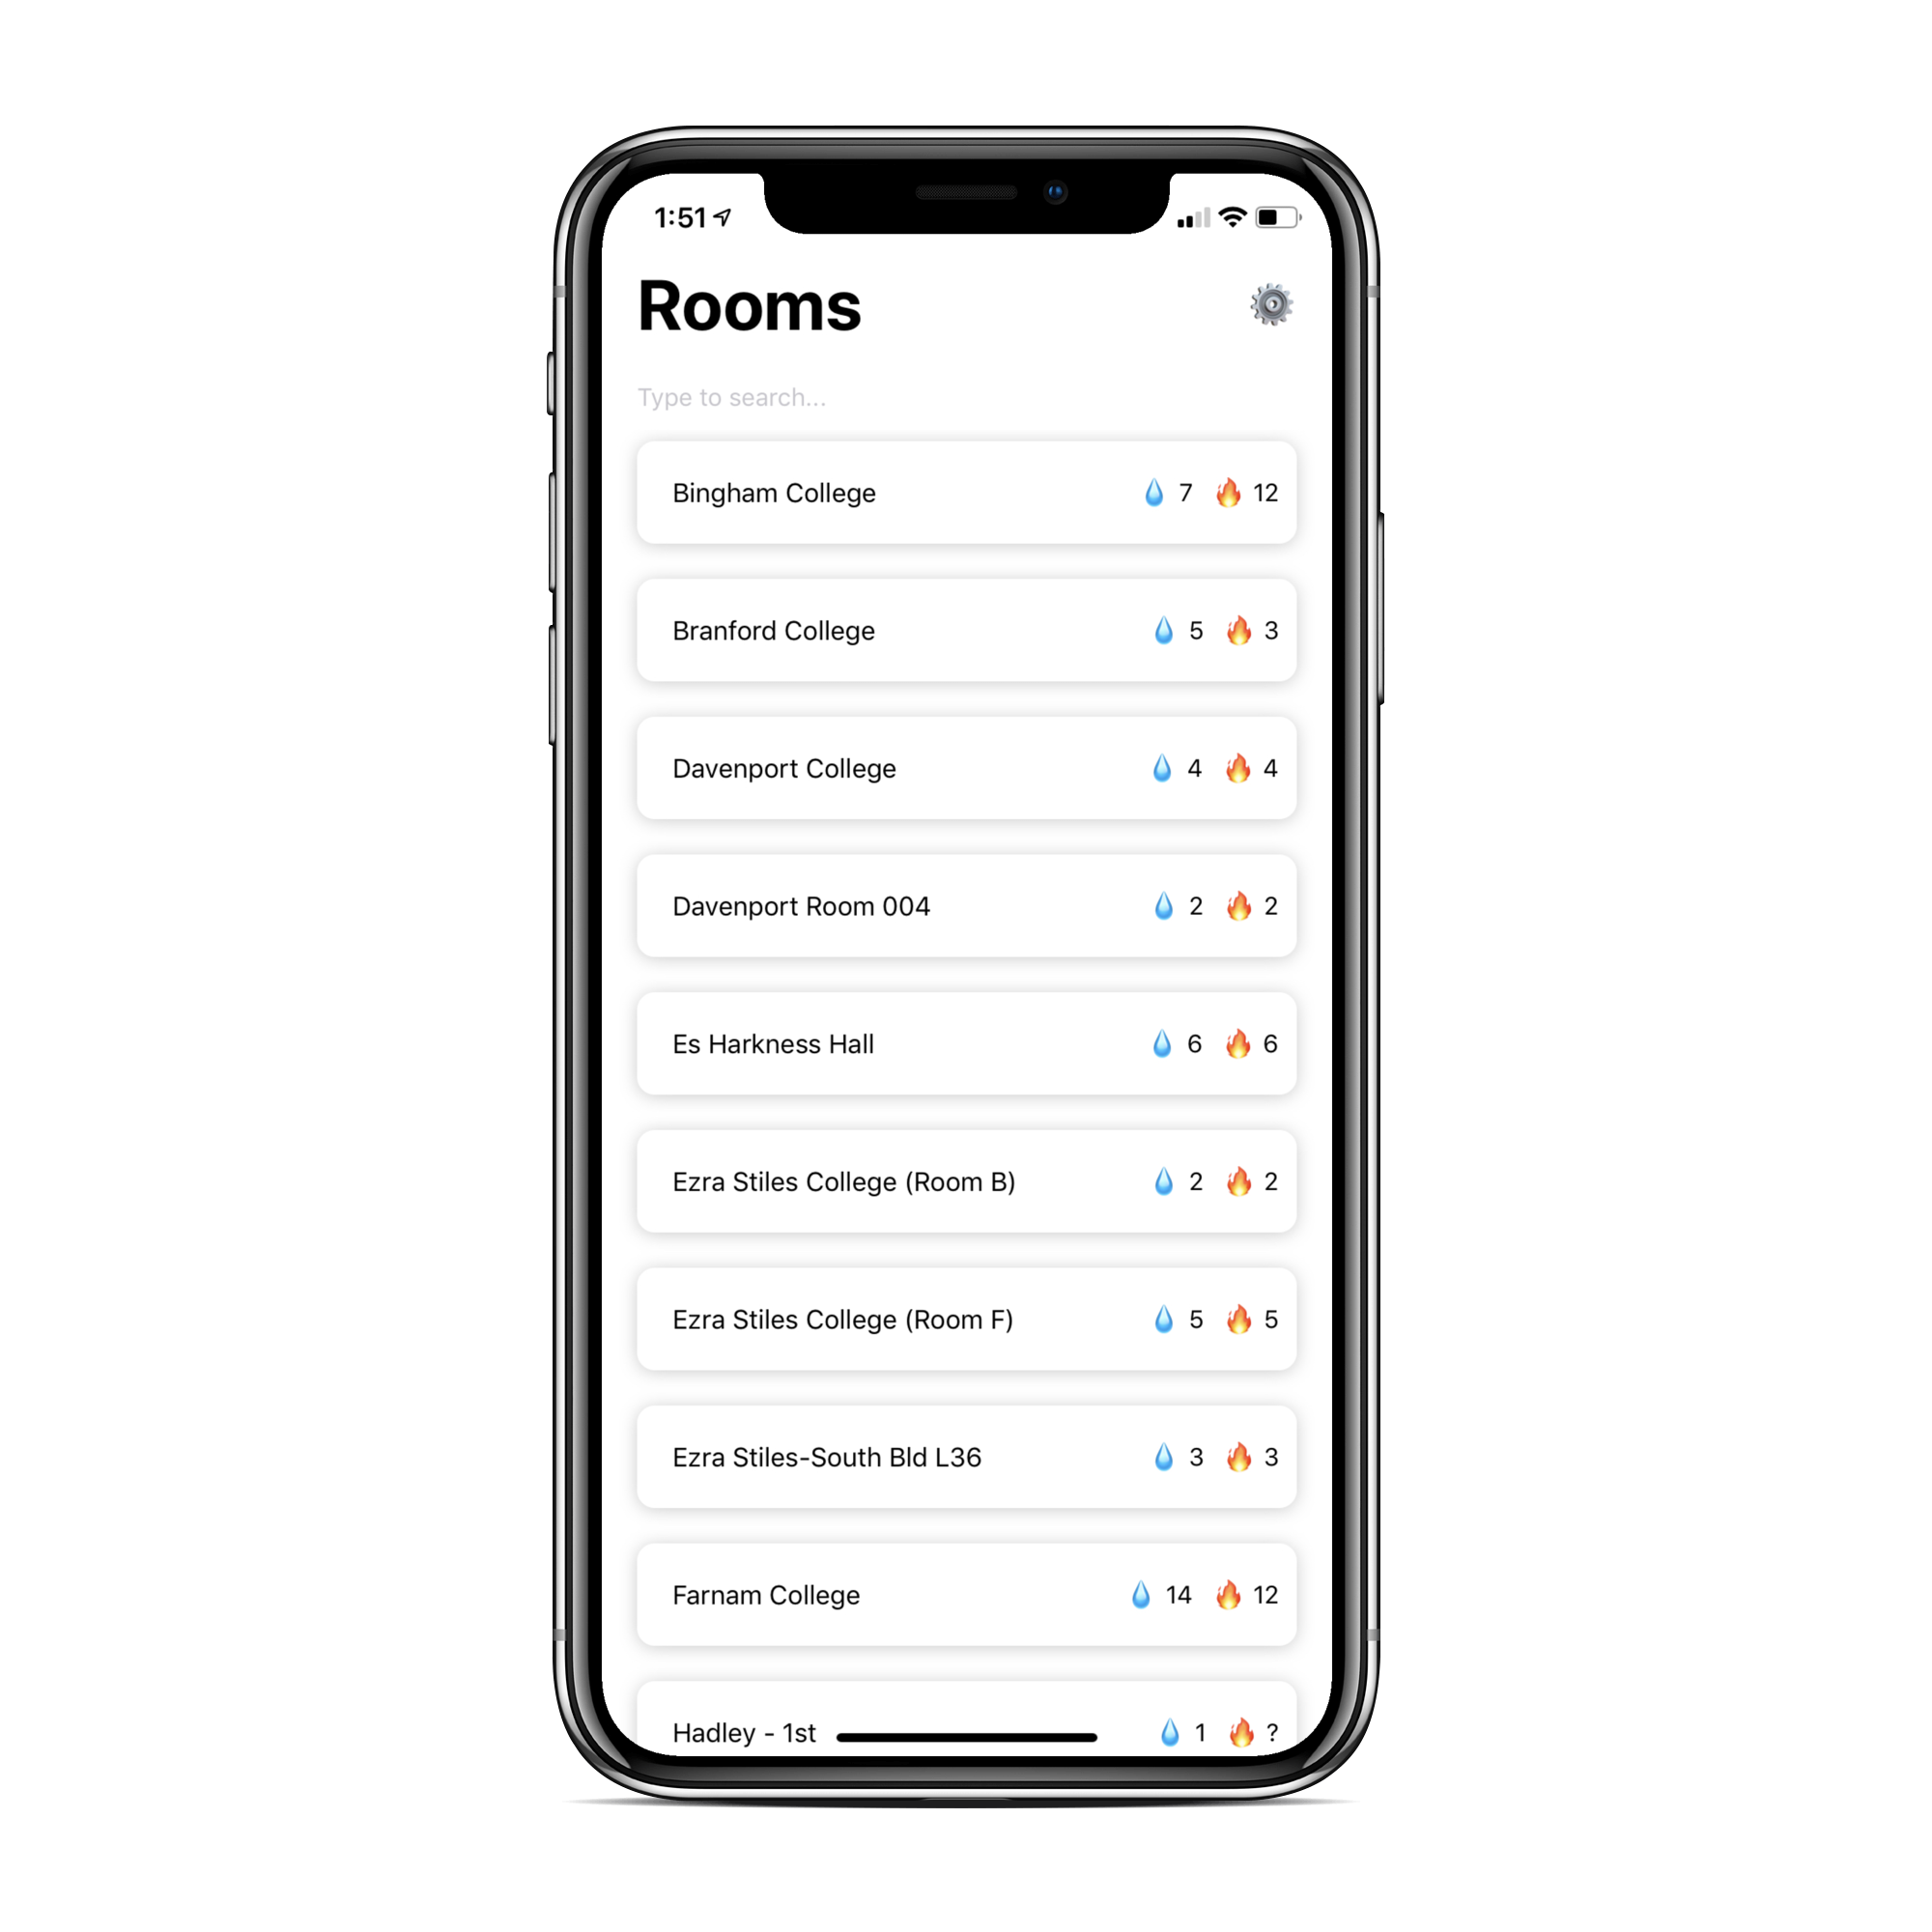 1:51
Rooms
Type to search...
Bingham College 💧 7 🔥 12
Branford College 💧 5 🔥 3
Davenport College 💧 4 🔥 4
Davenport Room 004 💧 2 🔥 2
Es Harkness Hall 💧 6 🔥 6
Ezra Stiles College (Room B) 💧 2 🔥 2
Ezra Stiles College (Room F) 💧 5 🔥 5
Ezra Stiles-South Bld L36 💧 3 🔥 3
Farnam College 💧 14 🔥 12
Hadley - 1st 💧 1 🔥 ?